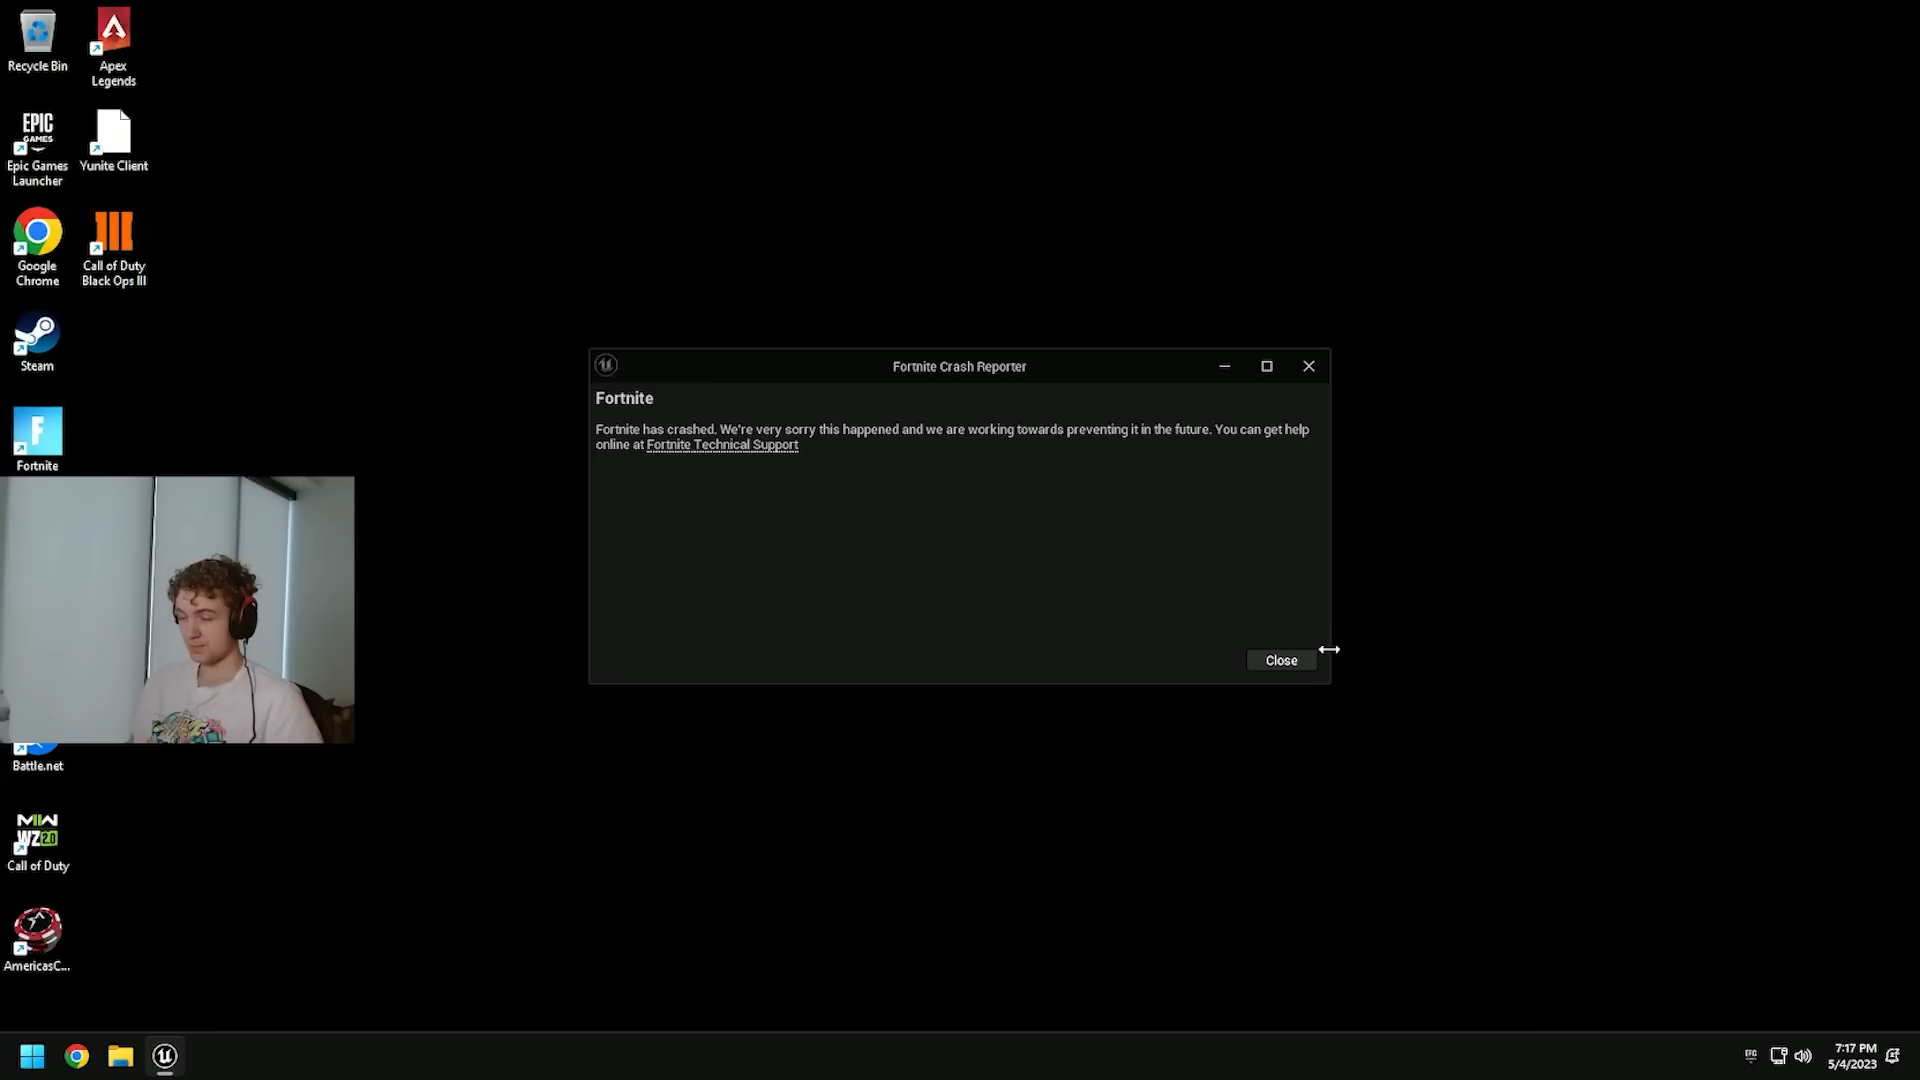 Recycle Bin
Apex
Legends
EPIC
GAMES
Epic Games
Launcher
Yunite Client
Google
Chrome
Call of Duty
Black Ops III
Steam
F
Fortnite
Fortnite Crash Reporter
Fortnite
Fortnite has crashed. We're very sorry this happened and we are working towards preventing it in the future. You can get help
online at Fortnite Technical Support
Close
Battle.net
MW
WZ 2.0
Call of Duty
AmericasC...
EPIC
7:17 PM
5/4/2023